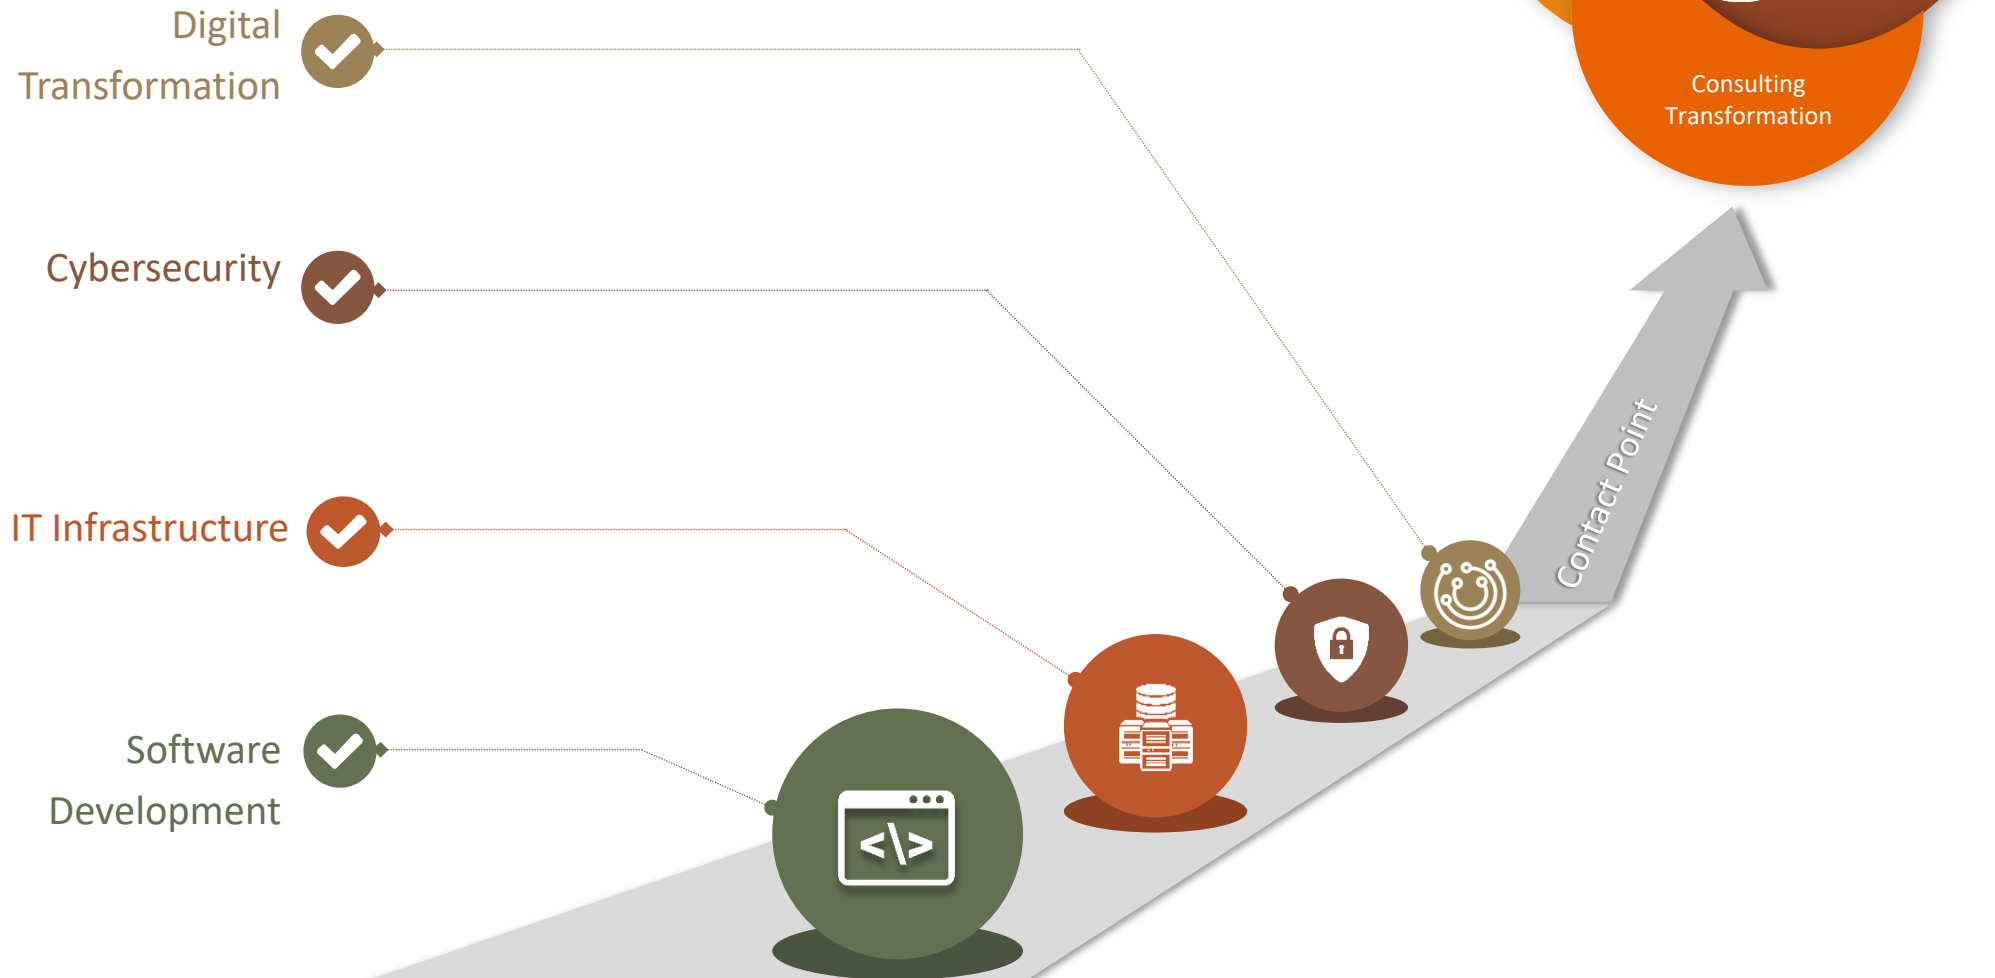 Digital
Transformation
Consulting
Transformation
Cybersecurity
Contact Point
IT Infrastructure
Software
Development
<\>